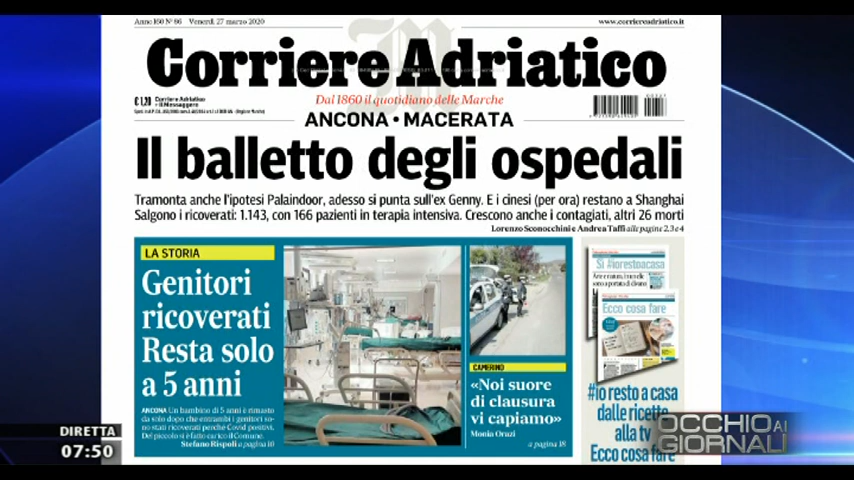 Anno 160 N° 86 Venerdì 27 marzo 2020
www.corriereadriatico.it
Corriere Adriatico
€ 1,20 Corriere Adriatico
+ Il Messaggero
Dal 1860 il quotidiano delle Marche
ANCONA • MACERATA
Il balletto degli ospedali
Tramonta anche l'ipotesi Palaindoor, adesso si punta sull'ex Genny. E i cinesi (per ora) restano a Shanghai
Salgono i ricoverati: 1.143, con 166 pazienti in terapia intensiva. Crescono anche i contagiati, altri 26 morti
Lorenzo Sconocchini e Andrea Taffi alle pagine 2,3 e 4
LA STORIA
Genitori
ricoverati
Resta solo
a 5 anni
ANCONA Un bambino di 5 anni è rimasto
da solo dopo che entrambi i genitori so-
no stati ricoverati perché Covid positivi.
Del piccolo si è fatto carico il Comune.
Stefano Rispoli a pagina 10
CAMERINO
«Noi suore
di clausura
vi capiamo»
Monia Orazi
a pagina 18
Sì #iorestoacasa
Ecco cosa fare
#io resto a casa
dalle ricette
alla tv
Ecco cosa fare
DIRETTA
07:50
OCCHIO AI
GIORNALI